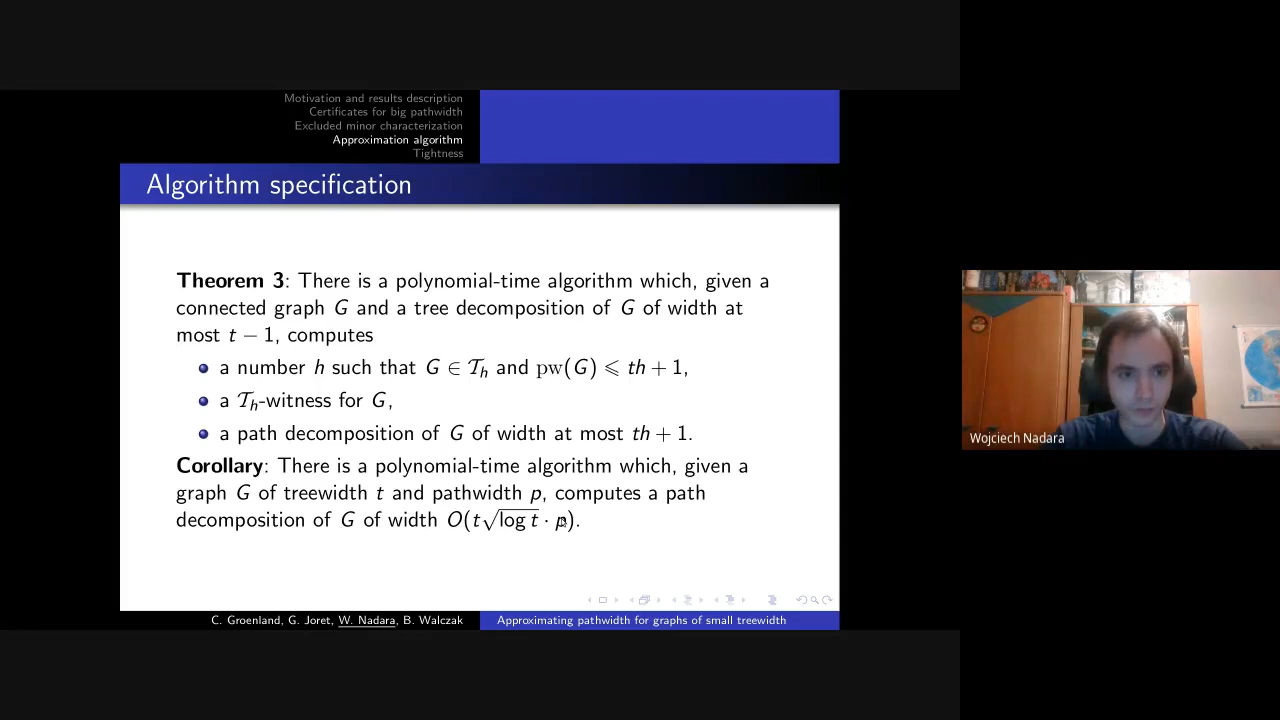 Motivation and results description
Certificates for big pathwidth
Excluded minor characterization
Approximation algorithm
Tightness
Algorithm specification
Theorem 3: There is a polynomial-time algorithm which, given a
connected graph G and a tree decomposition of G of width at
most t − 1, computes
a number h such that G ∈ 𝒯ₕ and pw(G) ⩽ th + 1,
a 𝒯ₕ-witness for G,
a path decomposition of G of width at most th + 1.
Corollary: There is a polynomial-time algorithm which, given a
graph G of treewidth t and pathwidth p, computes a path
decomposition of G of width O(t√log t · p).
C. Groenland, G. Joret, W. Nadara, B. Walczak
Approximating pathwidth for graphs of small treewidth
Wojciech Nadara